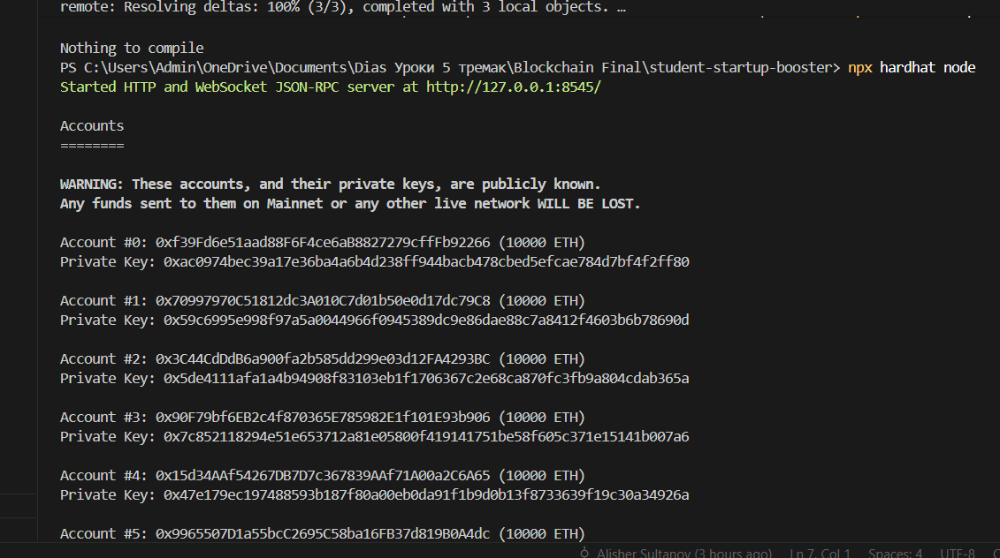 remote: Resolving deltas: 100% (3/3), completed with 3 local objects. …
Nothing to compile
PS C:\Users\Admin\OneDrive\Documents\Dias Уроки 5 тремак\Blockchain Final\student-startup-booster> npx hardhat node
Started HTTP and WebSocket JSON-RPC server at http://127.0.0.1:8545/
Accounts
========
WARNING: These accounts, and their private keys, are publicly known.
Any funds sent to them on Mainnet or any other live network WILL BE LOST.
Account #0: 0xf39Fd6e51aad88F6F4ce6aB8827279cffFb92266 (10000 ETH)
Private Key: 0xac0974bec39a17e36ba4a6b4d238ff944bacb478cbed5efcae784d7bf4f2ff80
Account #1: 0x70997970C51812dc3A010C7d01b50e0d17dc79C8 (10000 ETH)
Private Key: 0x59c6995e998f97a5a0044966f0945389dc9e86dae88c7a8412f4603b6b78690d
Account #2: 0x3C44CdDdB6a900fa2b585dd299e03d12FA4293BC (10000 ETH)
Private Key: 0x5de4111afa1a4b94908f83103eb1f1706367c2e68ca870fc3fb9a804cdab365a
Account #3: 0x90F79bf6EB2c4f870365E785982E1f101E93b906 (10000 ETH)
Private Key: 0x7c852118294e51e653712a81e05800f419141751be58f605c371e15141b007a6
Account #4: 0x15d34AAf54267DB7D7c367839AAf71A00a2C6A65 (10000 ETH)
Private Key: 0x47e179ec197488593b187f80a00eb0da91f1b9d0b13f8733639f19c30a34926a
Account #5: 0x9965507D1a55bcC2695C58ba16FB37d819B0A4dc (10000 ETH)
Alisher Sultanov (3 hours ago) Ln 7, Col 1 Spaces: 4 UTF-8